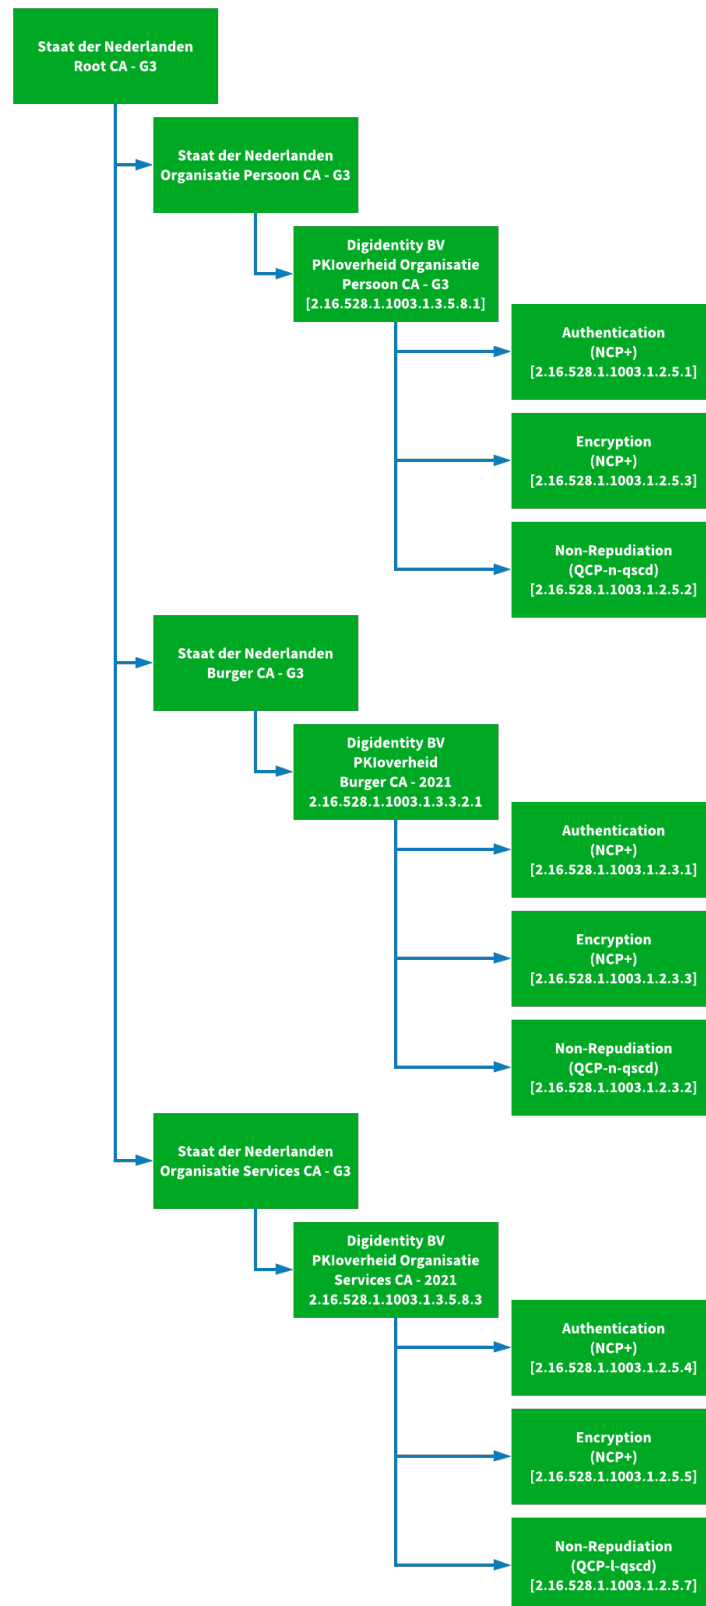 Staat der Nederlanden
Root CA - G3
Staat der Nederlanden
Organisatie Persoon CA - G3
Digidentity BV
PKIoverheid Organisatie
Persoon CA - G3
[2.16.528.1.1003.1.3.5.8.1]
Authentication
(NCP+)
[2.16.528.1.1003.1.2.5.1]
Encryption
(NCP+)
[2.16.528.1.1003.1.2.5.3]
Non-Repudiation
(QCP-n-qscd)
[2.16.528.1.1003.1.2.5.2]
Staat der Nederlanden
Burger CA - G3
Digidentity BV
PKIoverheid
Burger CA - 2021
2.16.528.1.1003.1.3.3.2.1
Authentication
(NCP+)
[2.16.528.1.1003.1.2.3.1]
Encryption
(NCP+)
[2.16.528.1.1003.1.2.3.3]
Non-Repudiation
(QCP-n-qscd)
[2.16.528.1.1003.1.2.3.2]
Staat der Nederlanden
Organisatie Services CA - G3
Digidentity BV
PKIoverheid Organisatie
Services CA - 2021
2.16.528.1.1003.1.3.5.8.3
Authentication
(NCP+)
[2.16.528.1.1003.1.2.5.4]
Encryption
(NCP+)
[2.16.528.1.1003.1.2.5.5]
Non-Repudiation
(QCP-l-qscd)
[2.16.528.1.1003.1.2.5.7]